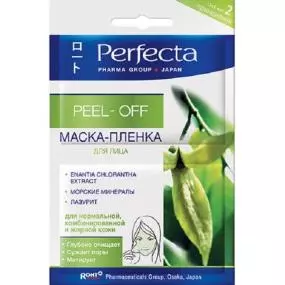 Perfecta
PHARMA GROUP • JAPAN
PEEL- OFF
МАСКА-ПЛЕНКА
ДЛЯ ЛИЦА
• ENANTIA CHLORANTHA
EXTRACT
• МОРСКИЕ МИНЕРАЛЫ
• ЛАЗУРИТ
для нормальной,
комбинированной
и жирной кожи
• Глубоко очищает
• Сужает поры
• Матирует
ROHTO Pharmaceuticals Group, Osaka, Japan